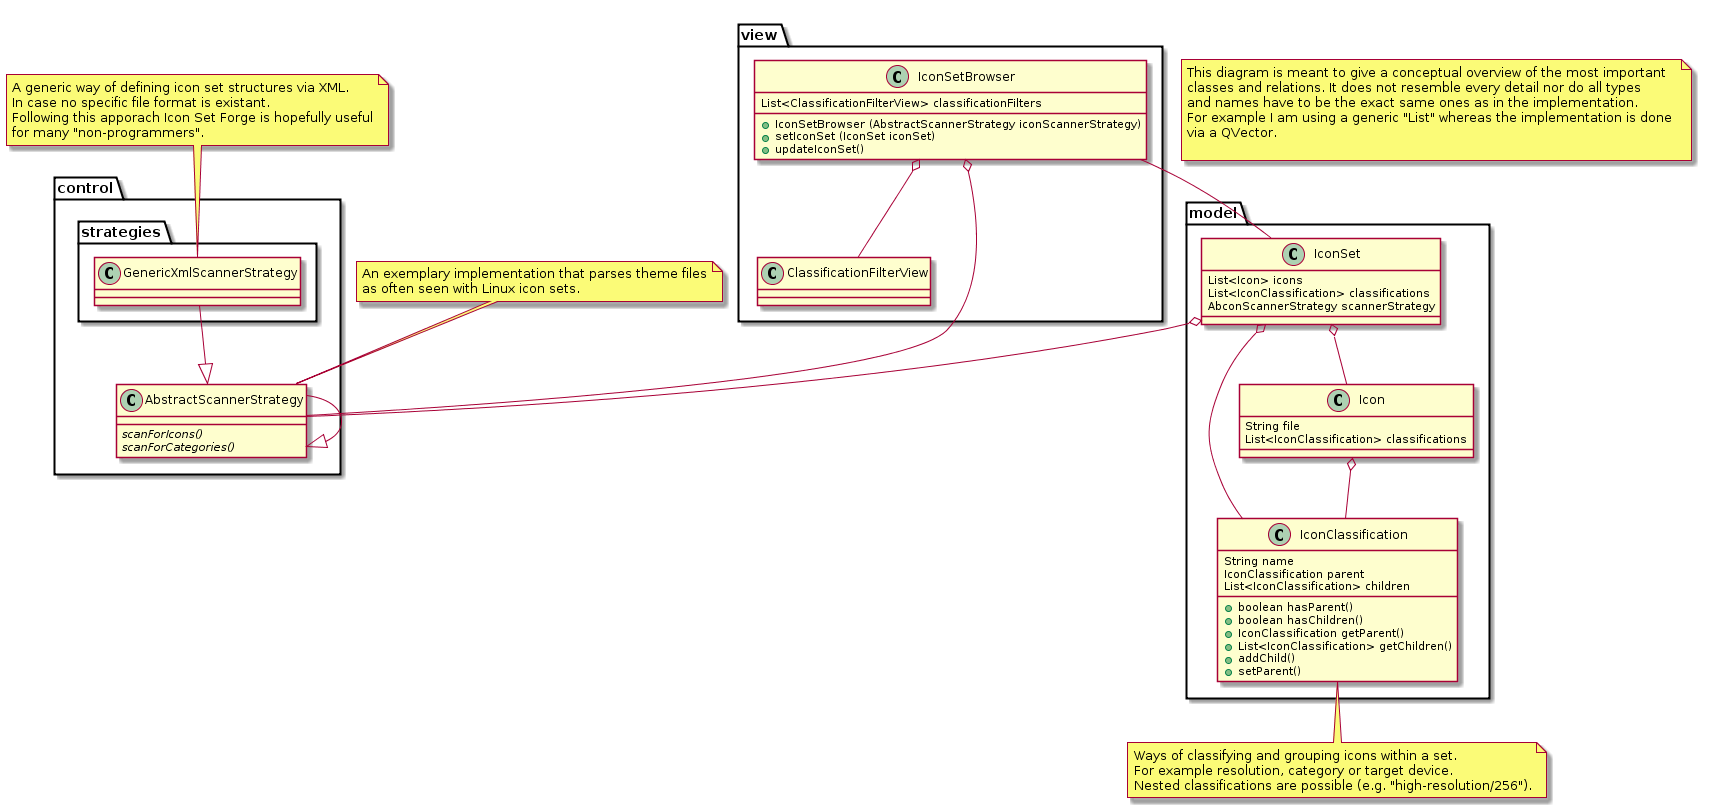 view
C IconSetBrowser
List<ClassificationFilterView> classificationFilters
IconSetBrowser (AbstractScannerStrategy iconScannerStrategy)
setIconSet (IconSet iconSet)
updateIconSet()
This diagram is meant to give a conceptual overview of the most important
classes and relations. It does not resemble every detail nor do all types
and names have to be the exact same ones as in the implementation.
For example I am using a generic "List" whereas the implementation is done
via a QVector.
A generic way of defining icon set structures via XML.
In case no specific file format is existant.
Following this apporach Icon Set Forge is hopefully useful
for many "non-programmers".
control
strategies
C GenericXmlScannerStrategy
An exemplary implementation that parses theme files
as often seen with Linux icon sets.
C ClassificationFilterView
model
C IconSet
List<Icon> icons
List<IconClassification> classifications
AbconScannerStrategy scannerStrategy
C AbstractScannerStrategy
scanForIcons()
scanForCategories()
C Icon
String file
List<IconClassification> classifications
C IconClassification
String name
IconClassification parent
List<IconClassification> children
boolean hasParent()
boolean hasChildren()
IconClassification getParent()
List<IconClassification> getChildren()
addChild()
setParent()
Ways of classifying and grouping icons within a set.
For example resolution, category or target device.
Nested classifications are possible (e.g. "high-resolution/256").